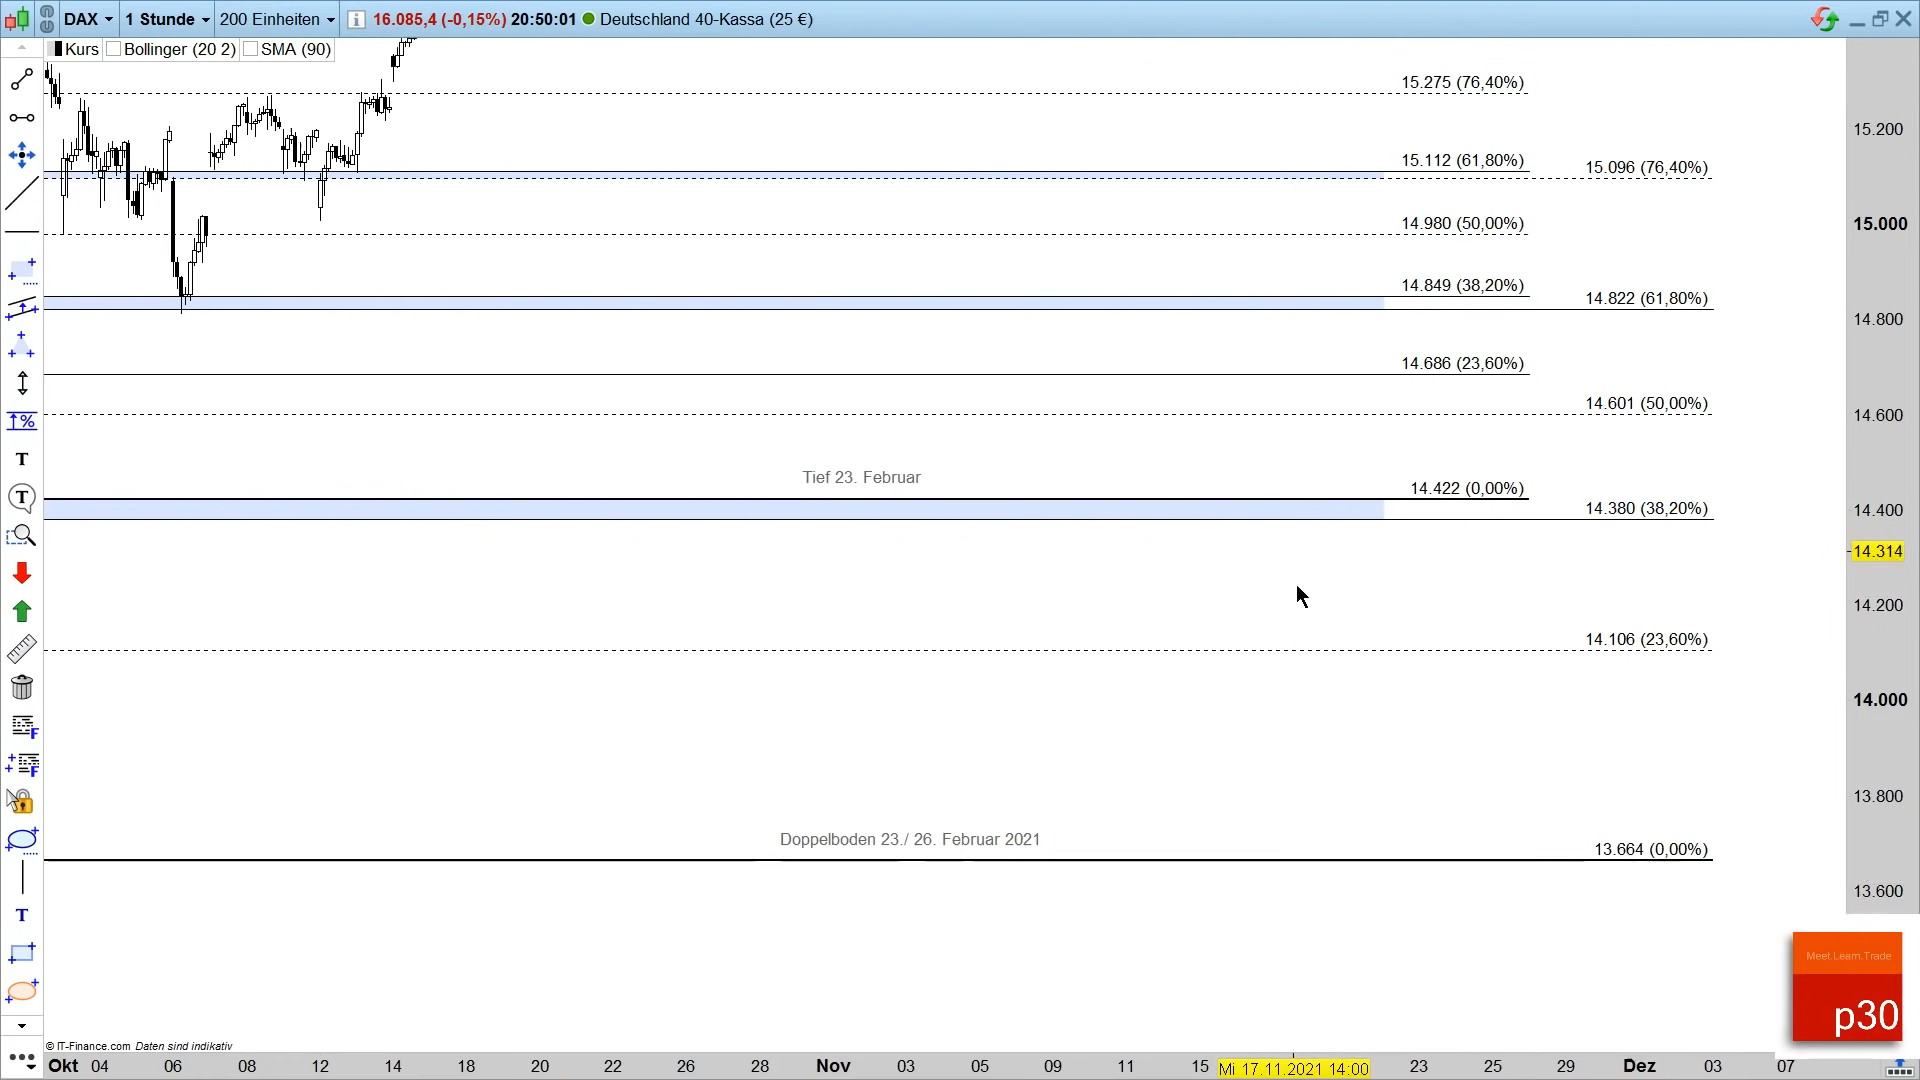 DAX 1 Stunde 200 Einheiten 16.085,4 (-0,15%) 20:50:01 Deutschland 40-Kassa (25 €)
Kurs Bollinger (20 2) SMA (90)
15.275 (76,40%)
15.200
15.112 (61,80%)
15.096 (76,40%)
14.980 (50,00%)
15.000
14.849 (38,20%)
14.822 (61,80%)
14.800
14.686 (23,60%)
14.601 (50,00%)
14.600
Tief 23. Februar
14.422 (0,00%)
14.380 (38,20%)
14.400
14.314
14.200
14.106 (23,60%)
14.000
13.800
Doppelboden 23./ 26. Februar 2021
13.664 (0,00%)
13.600
Meet.Learn.Trade
p30
© IT-Finance.com Daten sind indikativ
Okt 04 06 08 12 14 18 20 22 26 28 Nov 03 05 09 11 15 Mi 17.11.2021 14:00 23 25 29 Dez 03 07